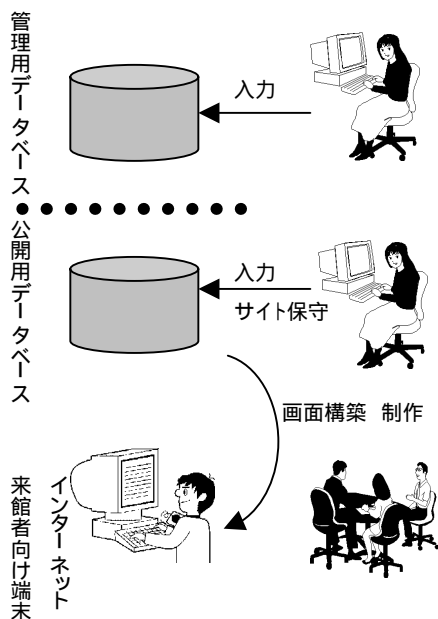 管理用データベース
入力
公開用データベース
入力
サイト保守
画面構築 制作
インターネット
来館者向け端末